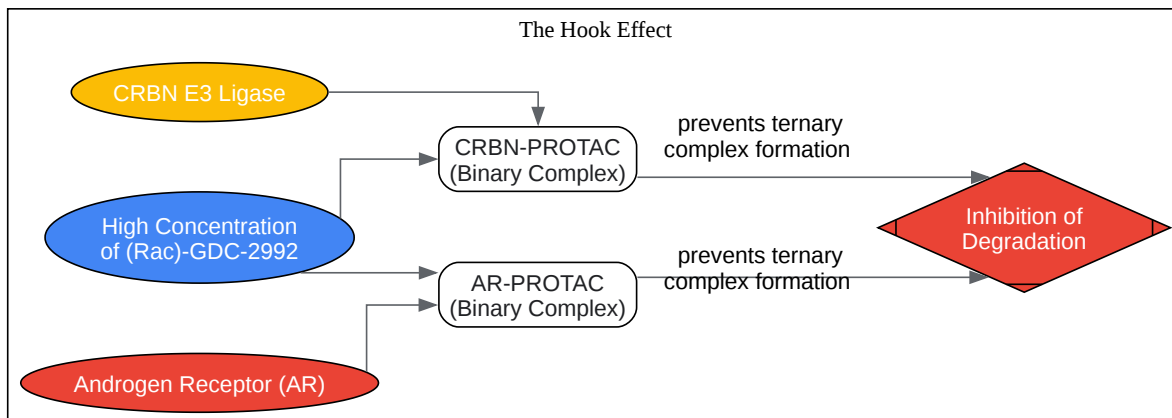 The Hook Effect
CRBN E3 Ligase
CRBN-PROTAC
(Binary Complex)
prevents ternary
complex formation
High Concentration
of (Rac)-GDC-2992
Inhibition of
Degradation
AR-PROTAC
(Binary Complex)
prevents ternary
complex formation
Androgen Receptor (AR)